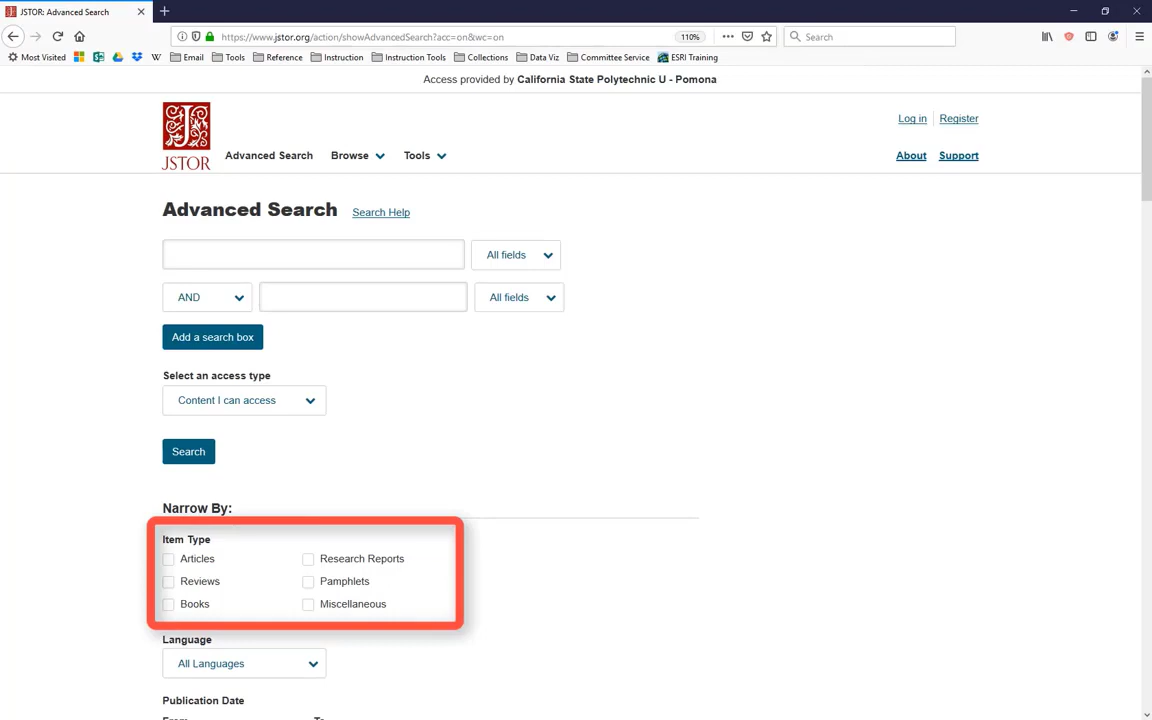 JSTOR: Advanced Search
https://www.jstor.org/action/showAdvancedSearch?acc=on&wc=on
110%
Search
Most Visited
W
Email
Tools
Reference
Instruction
Instruction Tools
Collections
Data Viz
Committee Service
ESRI Training
Access provided by California State Polytechnic U - Pomona
Log in
Register
JSTOR
Advanced Search
Browse
Tools
About
Support
Advanced Search
Search Help
All fields
AND
All fields
Add a search box
Select an access type
Content I can access
Search
Narrow By:
Item Type
Articles
Research Reports
Reviews
Pamphlets
Books
Miscellaneous
Language
All Languages
Publication Date
From
To